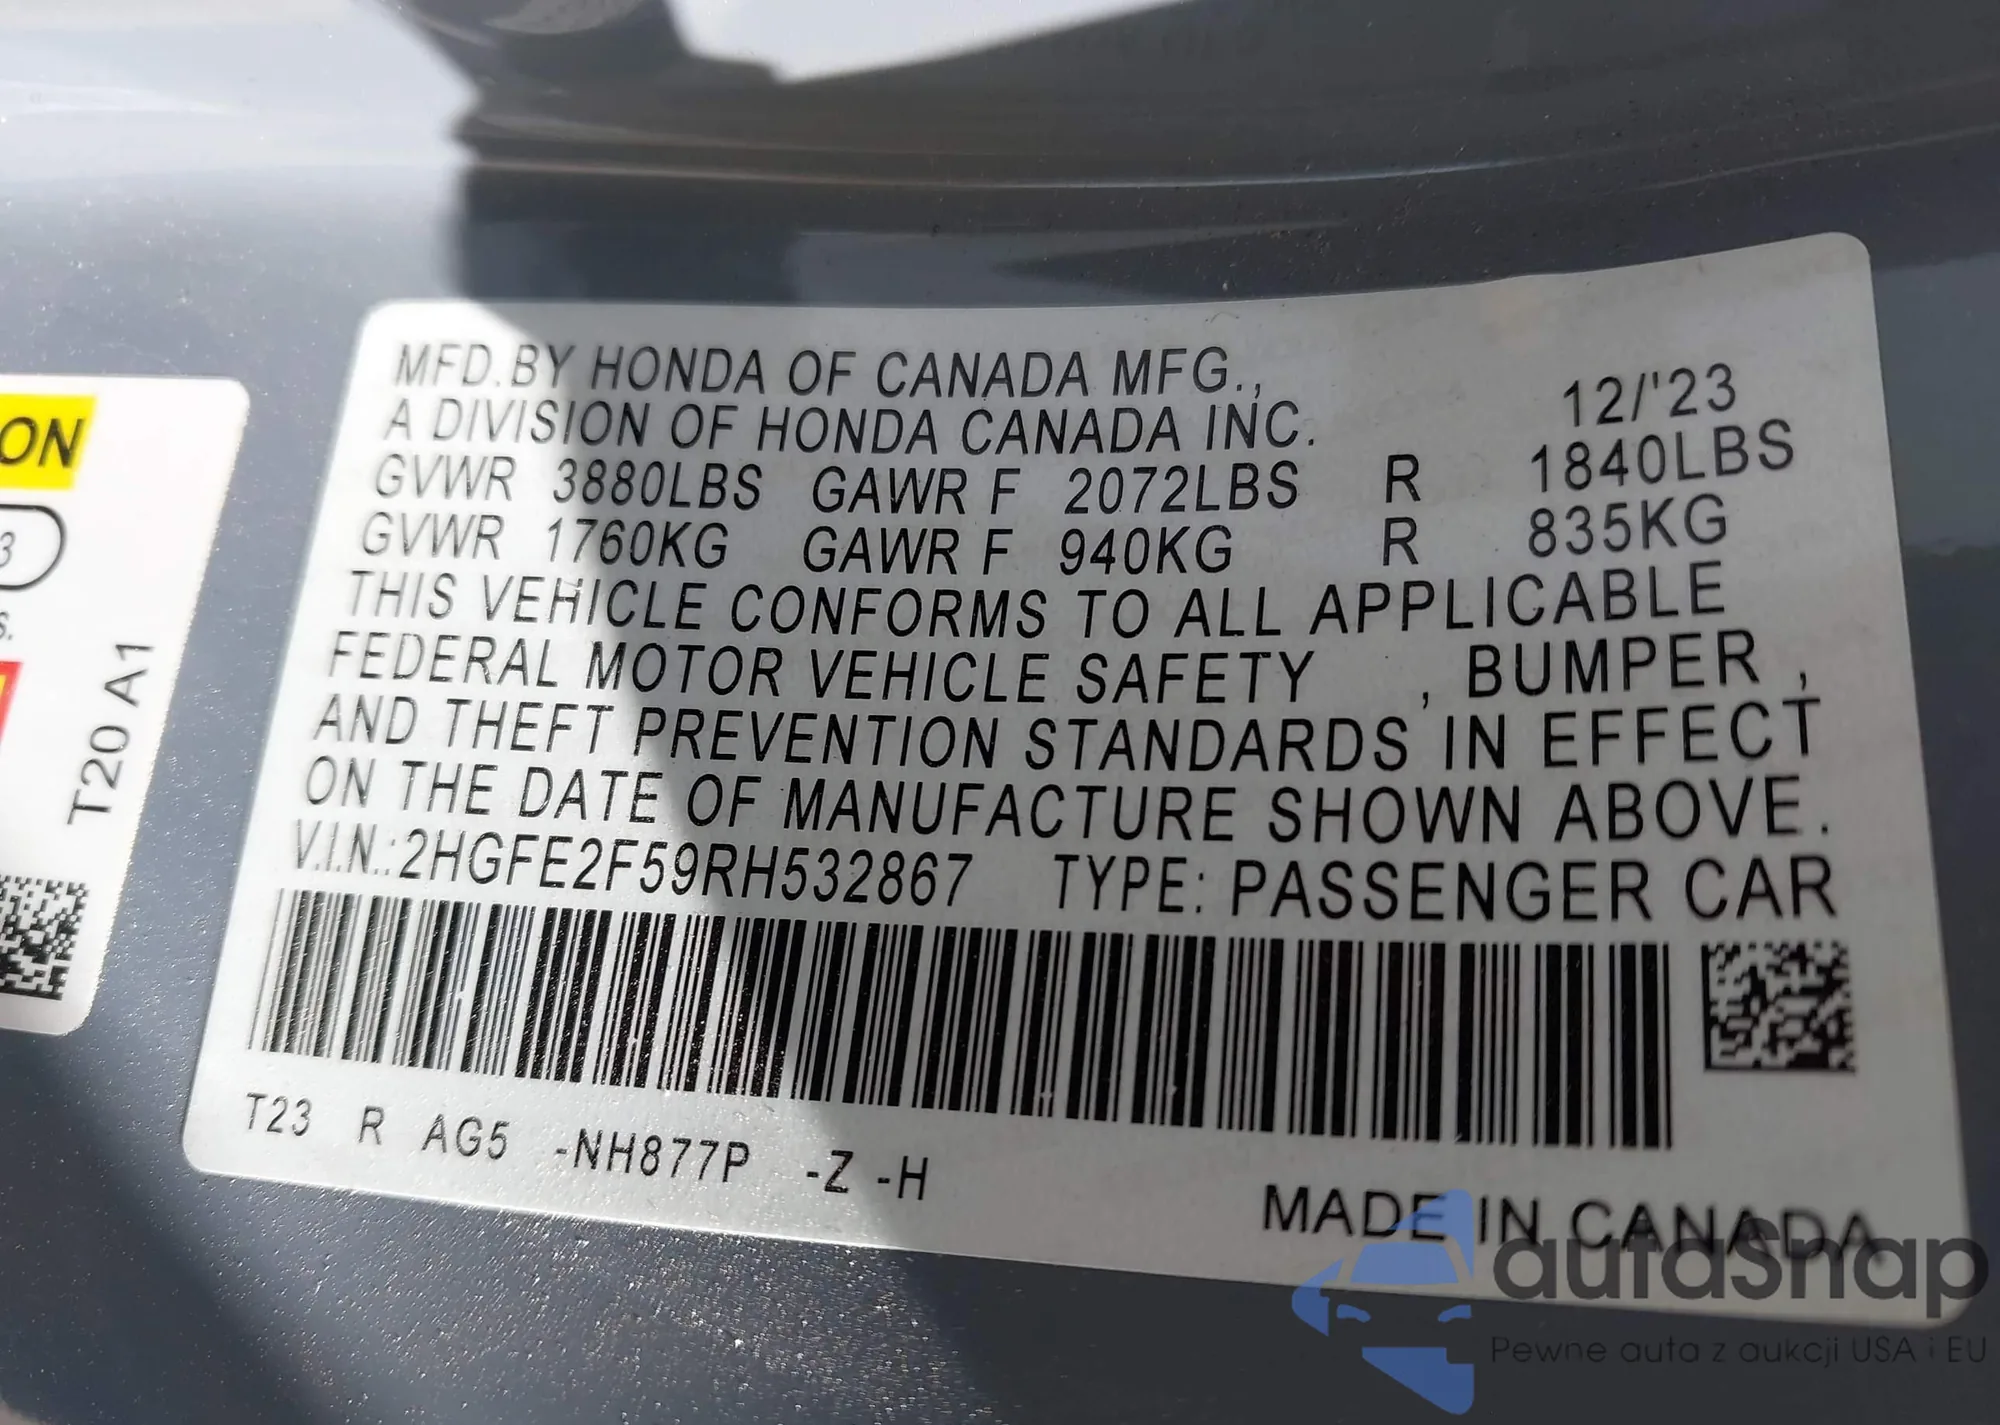 MFD.BY HONDA OF CANADA MFG.,
A DIVISION OF HONDA CANADA INC. 12/'23
GVWR 3880LBS GAWR F 2072LBS R 1840LBS
GVWR 1760KG GAWR F 940KG R 835KG
THIS VEHICLE CONFORMS TO ALL APPLICABLE
FEDERAL MOTOR VEHICLE SAFETY , BUMPER ,
AND THEFT PREVENTION STANDARDS IN EFFECT
ON THE DATE OF MANUFACTURE SHOWN ABOVE.
V.I.N.:2HGFE2F59RH532867 TYPE: PASSENGER CAR
T23 R AG5 -NH877P -Z -H
MADE IN CANADA
ON
3
s.
T20 A1
autaSnap
Pewne auta z aukcji USA i EU